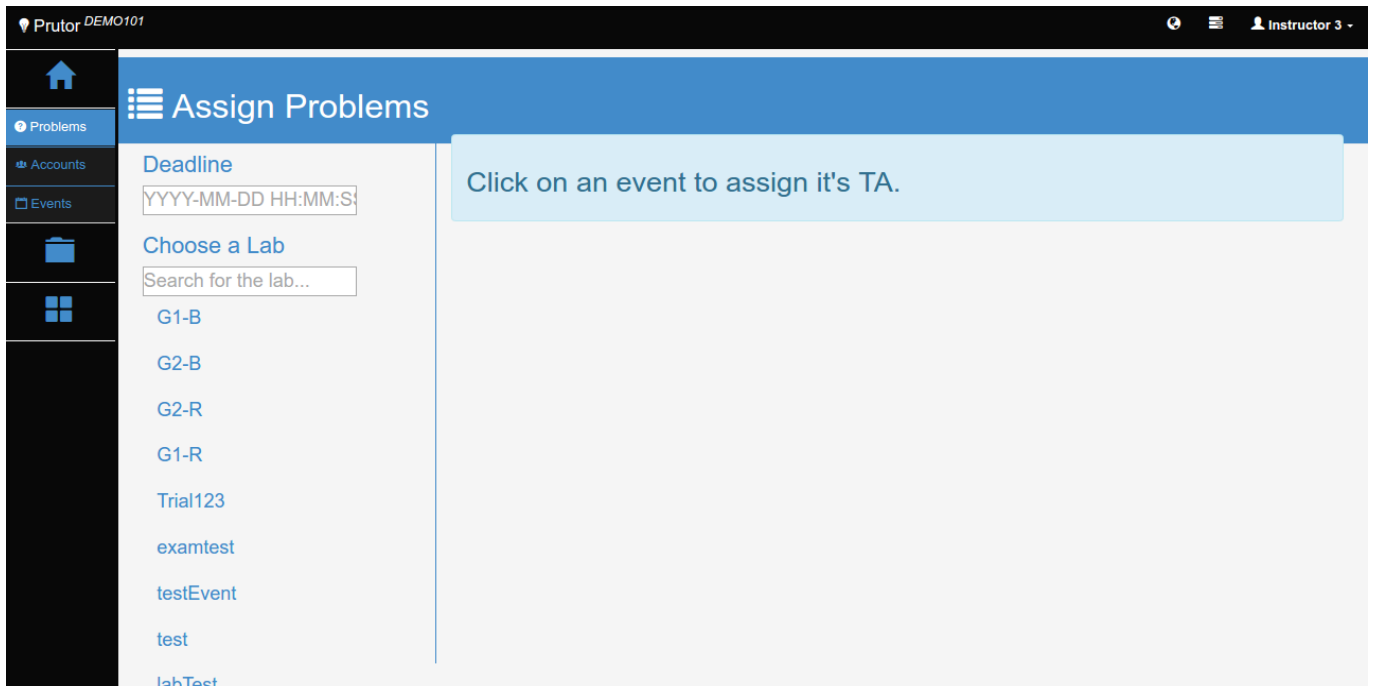 Prutor DEMO101
Instructor 3
Problems
Accounts
Events
Assign Problems
Deadline
YYYY-MM-DD HH:MM:S
Choose a Lab
Search for the lab...
G1-B
G2-B
G2-R
G1-R
Trial123
examtest
testEvent
test
labTest
Click on an event to assign it's TA.